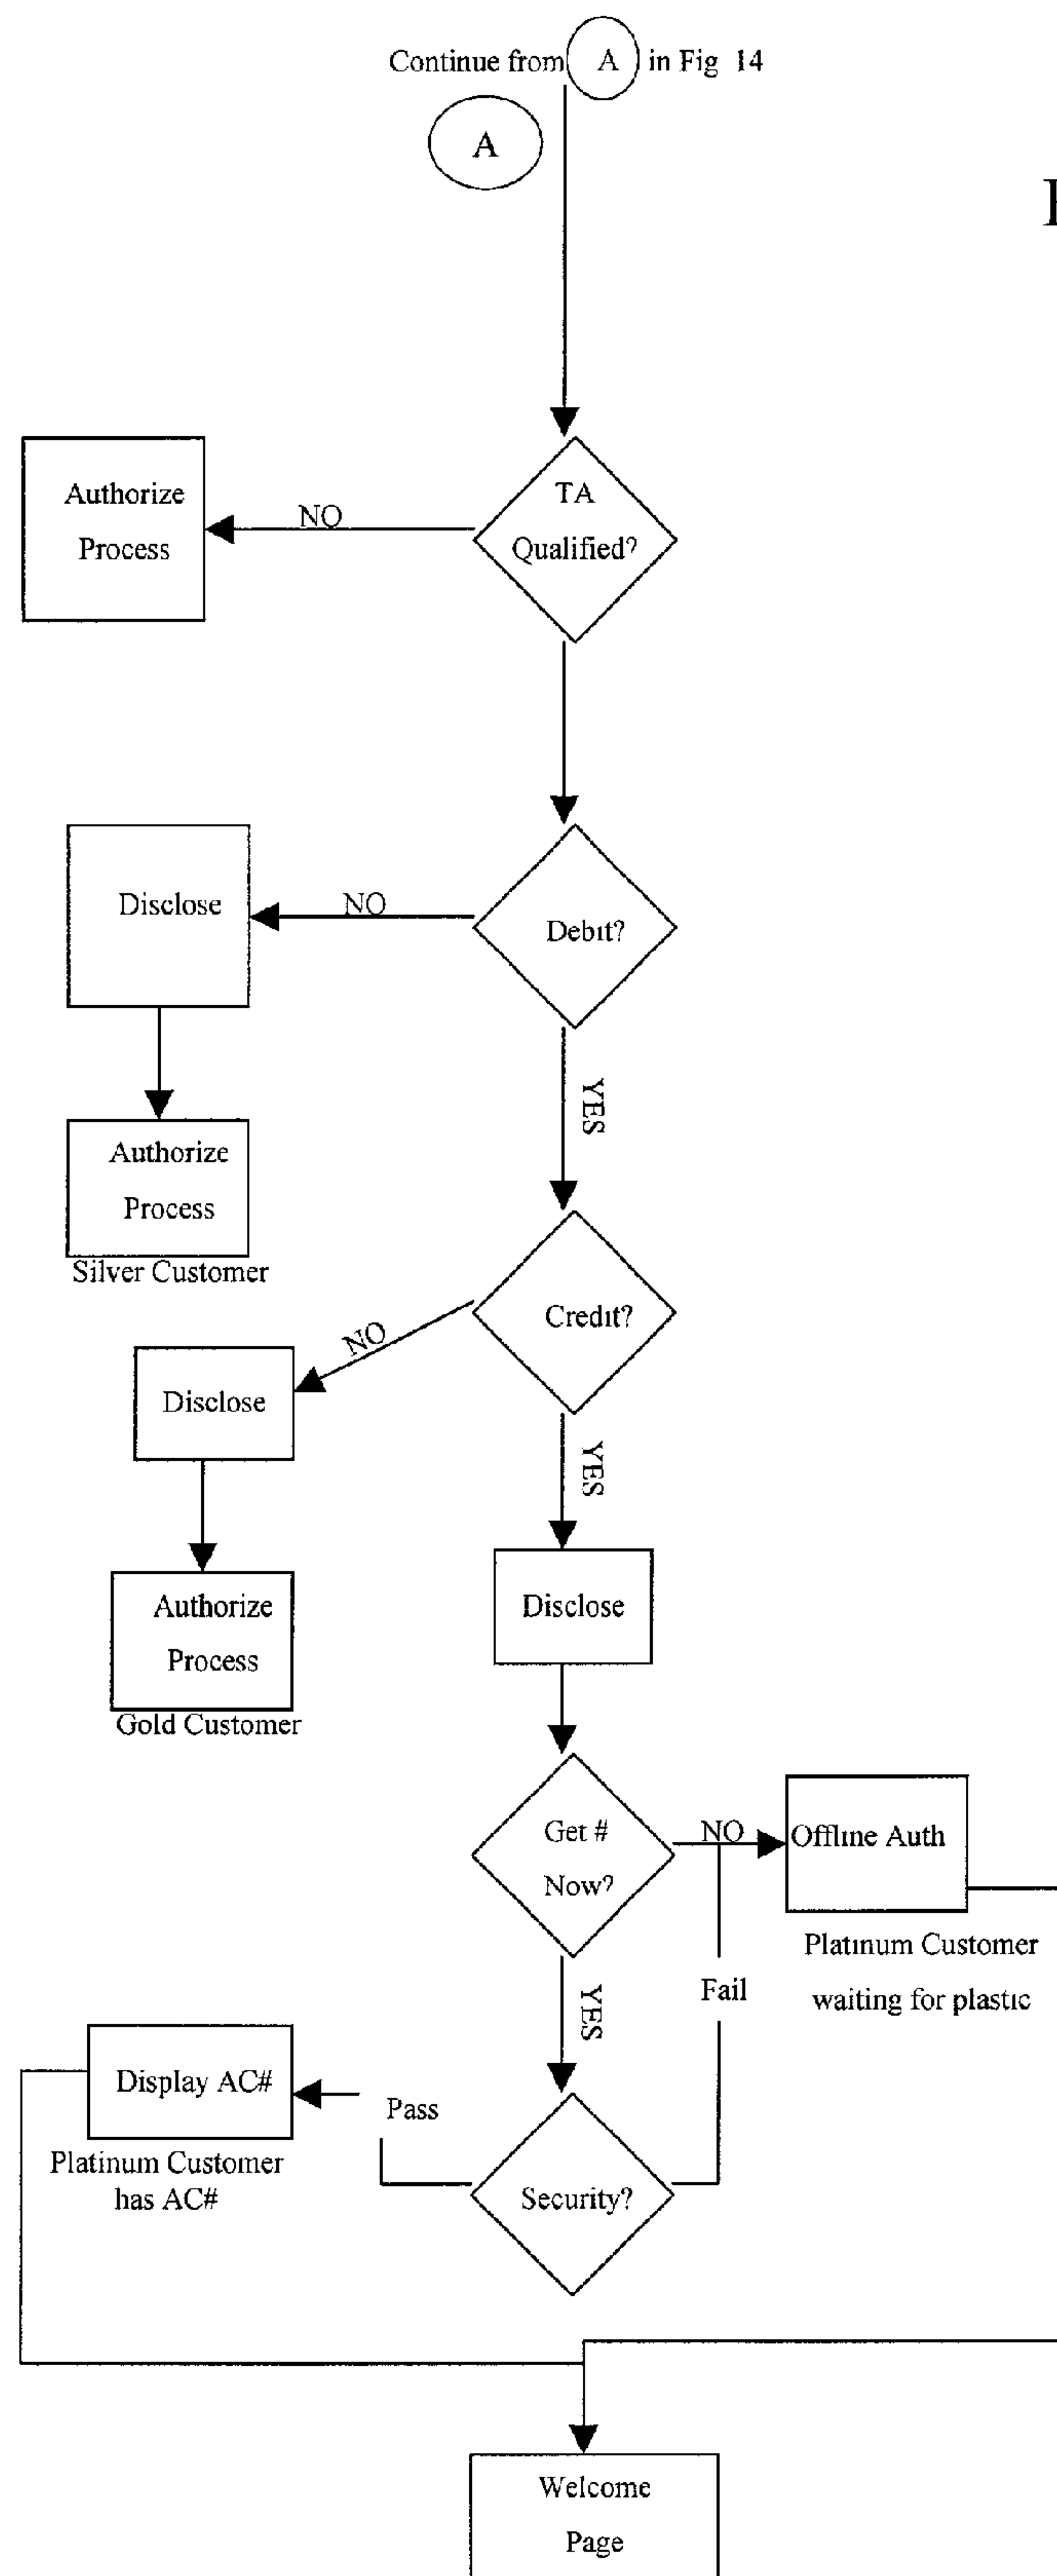 Continue from A in Fig 14
A
TA
Qualified?
NO
Authorize
Process
Debit?
NO
Disclose
Authorize
Process
Silver Customer
YES
Credit?
NO
Disclose
Authorize
Process
Gold Customer
YES
Disclose
Get #
Now?
NO
Offline Auth
Platinum Customer
waiting for plastic
YES
Fail
Security?
Pass
Display AC#
Platinum Customer
has AC#
Welcome
Page